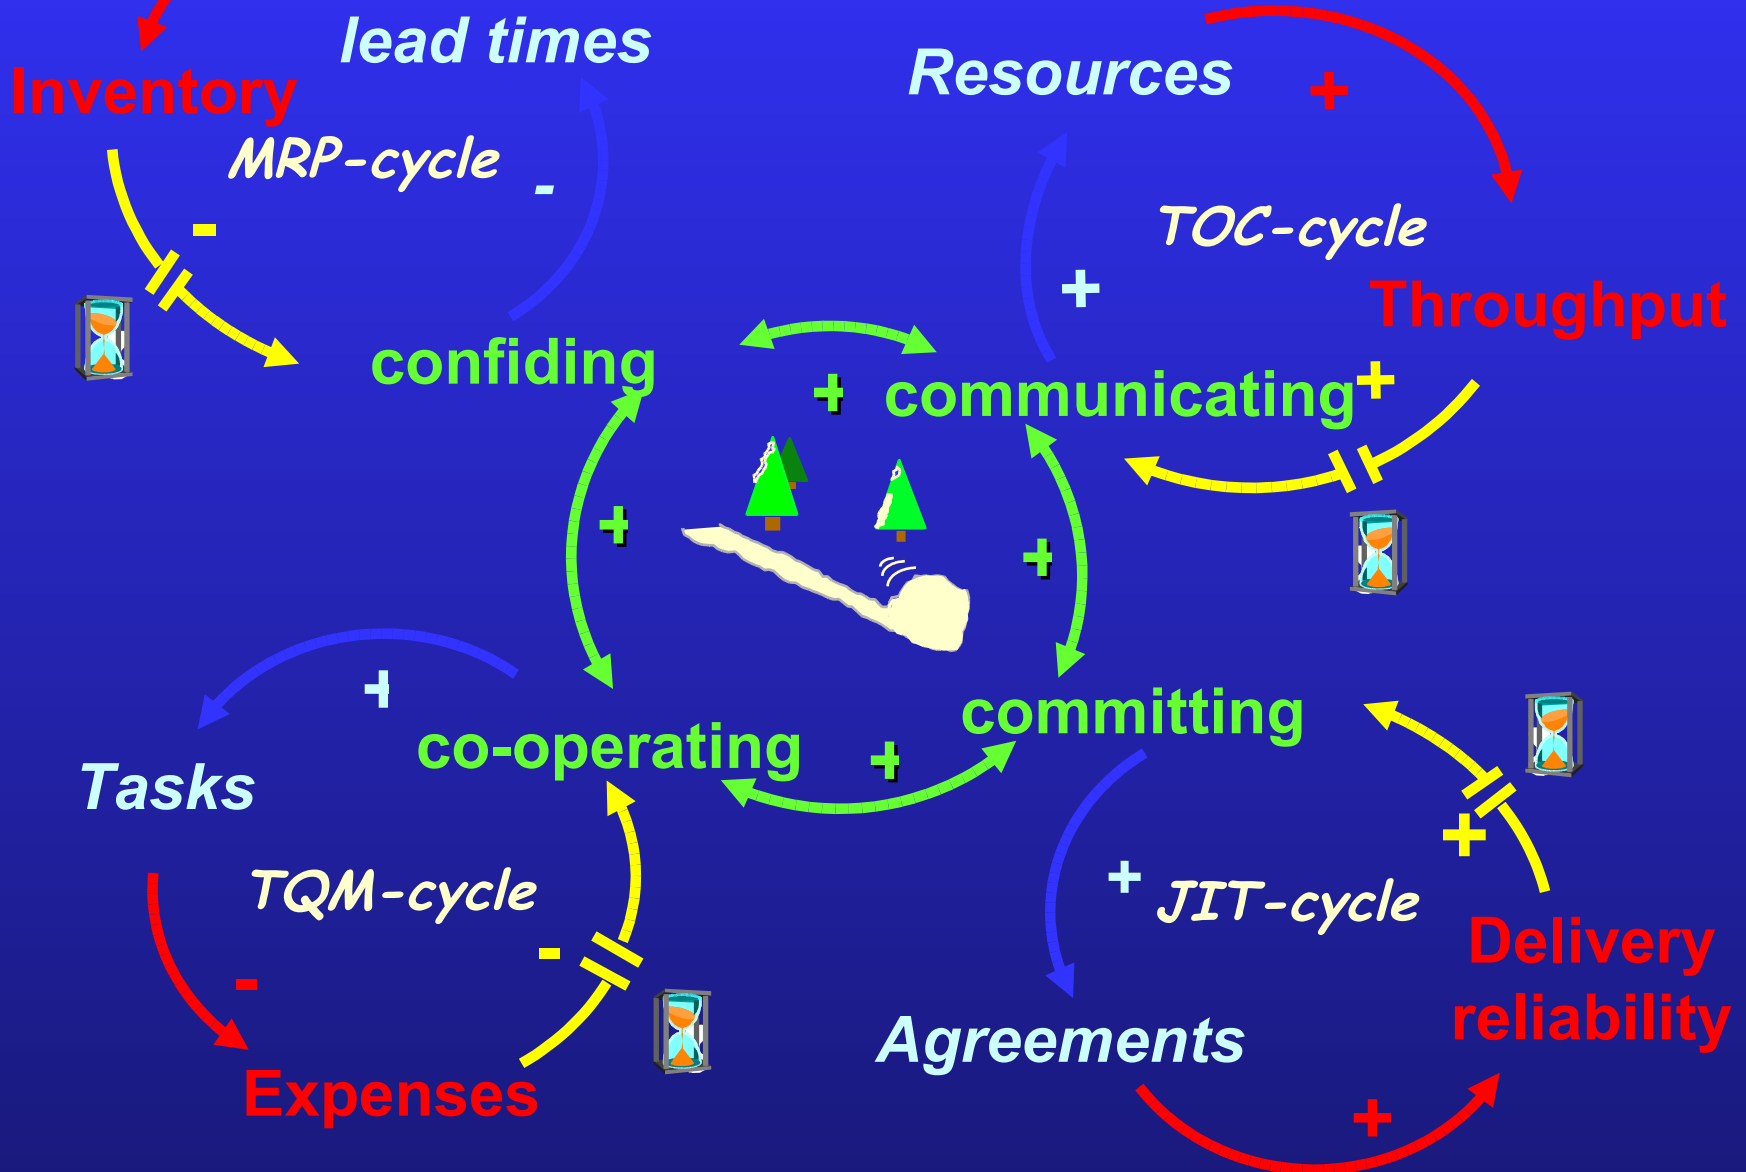 lead times
Resources
+
Inventory
MRP-cycle
-
-
TOC-cycle
+
Throughput
confiding
+
communicating
+
+
+
+
committing
co-operating
+
Tasks
+
+
TQM-cycle
-
-
+
JIT-cycle
Delivery
reliability
Agreements
Expenses
+